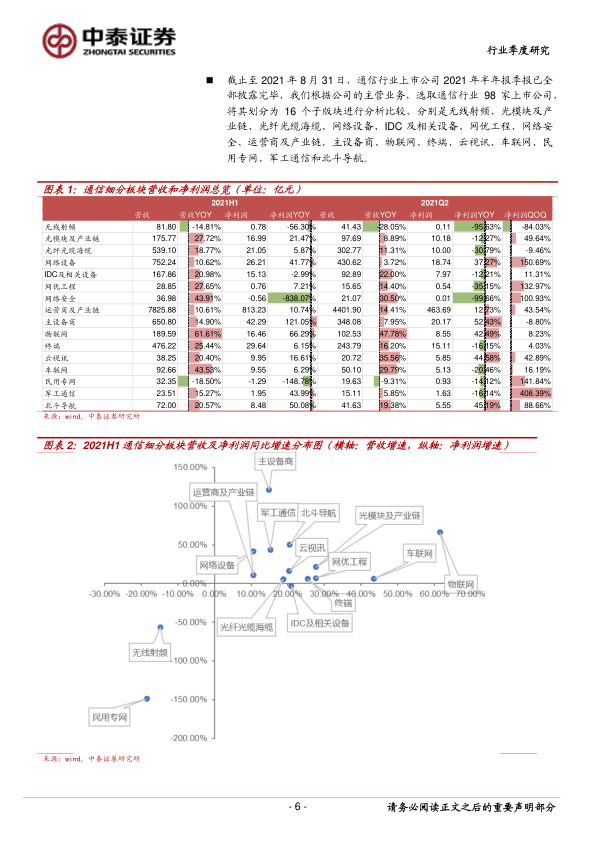 中泰证券
ZHONGTAI SECURITIES
行业季度研究
■ 截止至 2021 年 8 月 31 日，通信行业上市公司 2021 年半年报季报已全
部披露完毕，我们根据公司的主营业务，选取通信行业 98 家上市公司，
将其划分为 16 个子版块进行分析比较，分别是无线射频、光模块及产
业链、光纤光缆海缆、网络设备、IDC 及相关设备、网优工程、网络安
全、运营商及产业链，主设备商、物联网、终端、云视讯、车联网、民
用专网、军工通信和北斗导航。
图表 1：通信细分板块营收和净利润总览（单位：亿元）
2021H1 2021Q2
营收 营收YOY 净利润 净利润YOY 营收 营收YOY 净利润 净利润YOY 净利润QOQ
无线射频 81.80 -14.81% 0.78 -56.30% 41.43 -28.05% 0.11 -95.63% -84.03%
光模块及产业链 175.77 27.72% 16.99 21.47% 97.69 8.89% 10.18 -12.27% 49.64%
光纤光缆海缆 539.10 18.77% 21.05 5.87% 302.77 11.31% 10.00 -30.79% -9.46%
网络设备 752.24 10.62% 26.21 41.77% 430.62 3.72% 18.74 37.27% 150.69%
IDC及相关设备 167.86 20.98% 15.13 -2.99% 92.89 22.00% 7.97 -12.21% 11.31%
网优工程 28.85 27.65% 0.76 7.21% 15.65 14.40% 0.54 -35.15% 132.97%
网络安全 36.98 43.91% -0.56 -838.07% 21.07 30.50% 0.01 -99.66% 100.93%
运营商及产业链 7825.88 10.61% 813.23 10.74% 4401.90 14.41% 463.69 12.73% 43.54%
主设备商 650.80 14.90% 42.29 121.05% 348.08 7.95% 20.17 52.43% -8.80%
物联网 189.59 61.61% 16.46 66.29% 102.53 47.78% 8.55 42.49% 8.23%
终端 476.22 25.44% 29.64 6.15% 243.79 16.20% 15.11 -16.15% 4.03%
云视讯 38.25 20.40% 9.95 16.61% 20.72 35.56% 5.85 44.58% 42.89%
车联网 92.66 43.53% 9.55 6.29% 50.10 29.79% 5.13 -20.46% 16.19%
民用专网 32.35 -18.50% -1.29 -148.78% 19.63 -9.31% 0.93 -14.12% 141.84%
军工通信 23.51 15.27% 1.95 43.99% 15.11 5.85% 1.63 -16.14% 408.39%
北斗导航 72.00 20.57% 8.48 50.08% 41.63 19.38% 5.55 45.19% 88.66%
来源：wind，中泰证券研究所
图表 2：2021H1 通信细分板块营收及净利润同比增速分布图（横轴：营收增速，纵轴：净利润增速）
150.00%
主设备商
100.00%
运营商及产业链
军工通信 北斗导航 光模块及产业链
50.00%
云视讯 车联网
网络设备 网优工程
0.00% 物联网
-30.00% -20.00% -10.00% 0.00% 10.00% 20.00% 30.00% 40.00% 50.00% 60.00% 70.00%
终端
光纤光缆海缆 IDC及相关设备
-50.00%
无线射频
-100.00%
-150.00%
民用专网
-200.00%
来源：wind，中泰证券研究所
- 6 -
请务必阅读正文之后的重要声明部分